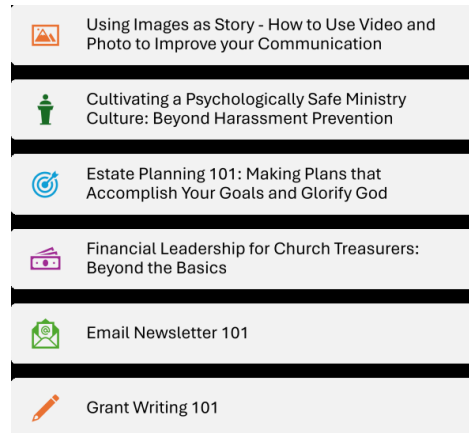 Using Images as Story - How to Use Video and
Photo to Improve your Communication
Cultivating a Psychologically Safe Ministry
Culture: Beyond Harassment Prevention
Estate Planning 101: Making Plans that
Accomplish Your Goals and Glorify God
Financial Leadership for Church Treasurers:
Beyond the Basics
Email Newsletter 101
Grant Writing 101